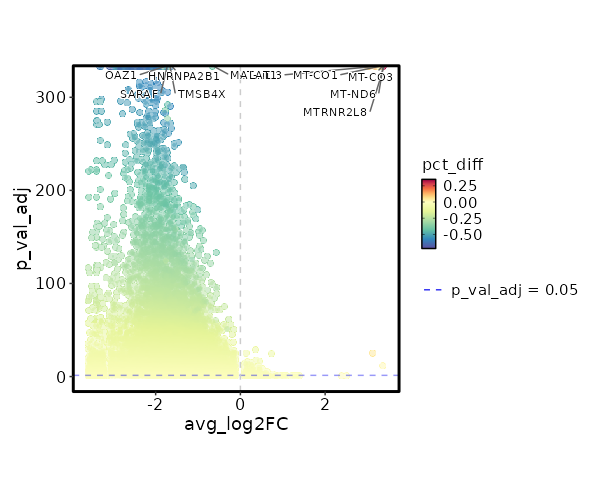 OAZ1
HNRNPA2B1
MT-CO1
MT-CO3
SARAF
TMSB4X
MT-ND6
MTRNR2L8
300
200
100
0
p_val_adj
-2
0
2
avg_log2FC
pct_diff
0.25
0.00
-0.25
-0.50
p_val_adj = 0.05